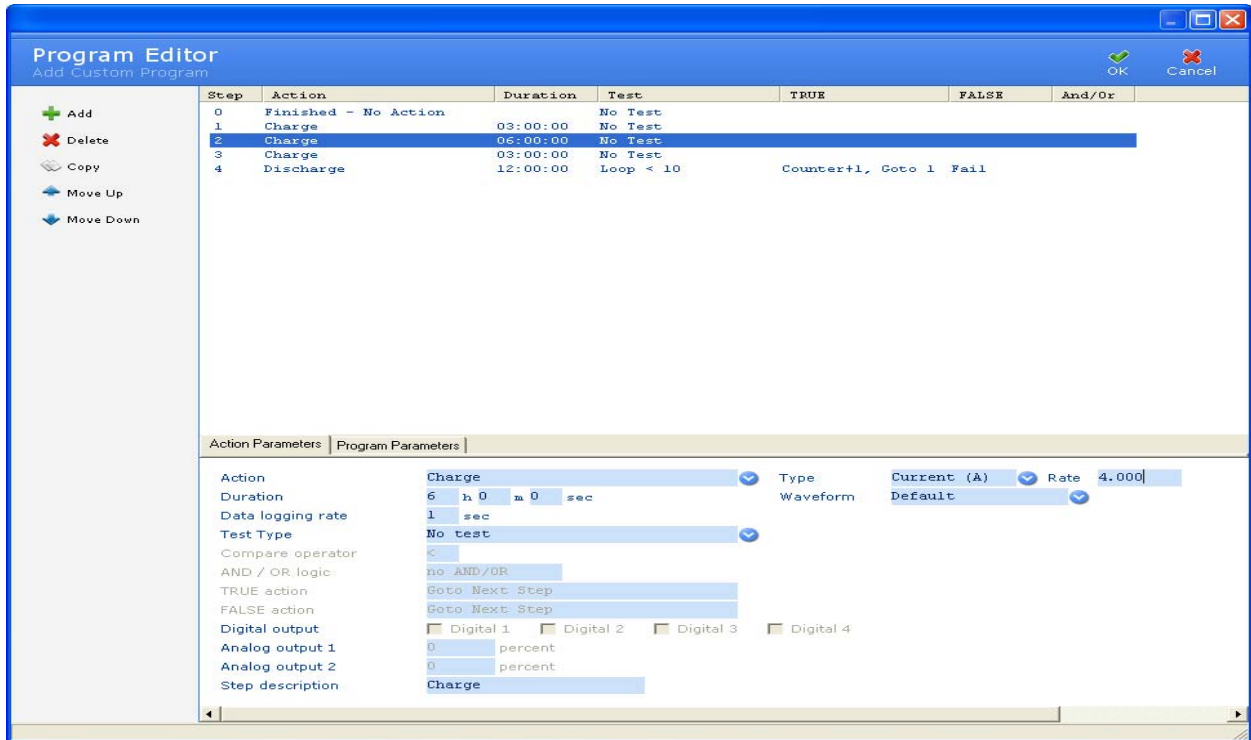 Program Editor
Add Custom Program
OK
Cancel
Add
Delete
Copy
Move Up
Move Down
Step Action Duration Test TRUE FALSE And/Or
0 Finished - No Action No Test
1 Charge 03:00:00 No Test
2 Charge 06:00:00 No Test
3 Charge 03:00:00 No Test
4 Discharge 12:00:00 Loop < 10 Counter+1, Goto 1 Fail
Action Parameters Program Parameters
Action Charge Type Current (A) Rate 4.000
Duration 6 h 0 m 0 sec Waveform Default
Data logging rate 1 sec
Test Type No test
Compare operator <
AND / OR logic no AND/OR
TRUE action Goto Next Step
FALSE action Goto Next Step
Digital output Digital 1 Digital 2 Digital 3 Digital 4
Analog output 1 0 percent
Analog output 2 0 percent
Step description Charge